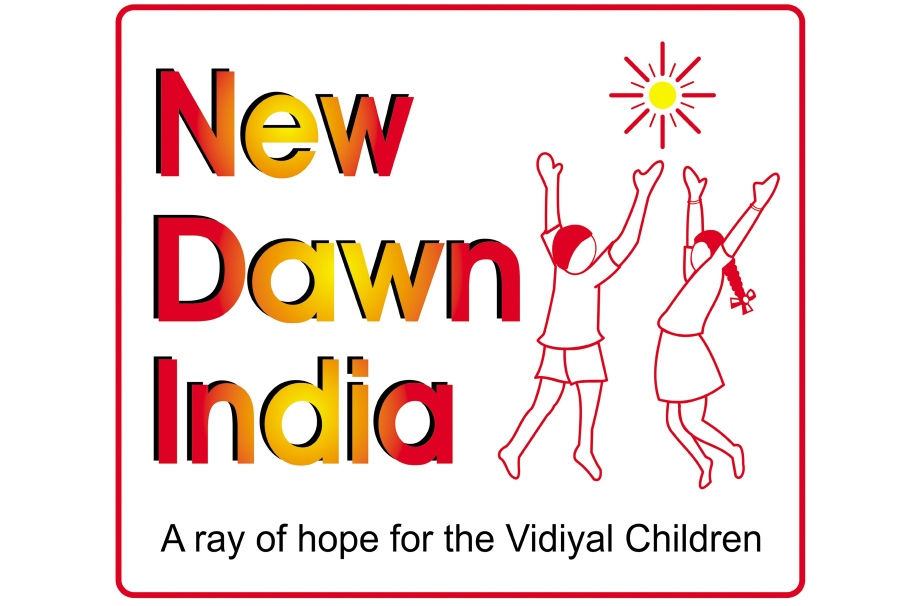 New
Dawn
India
A ray of hope for the Vidiyal Children